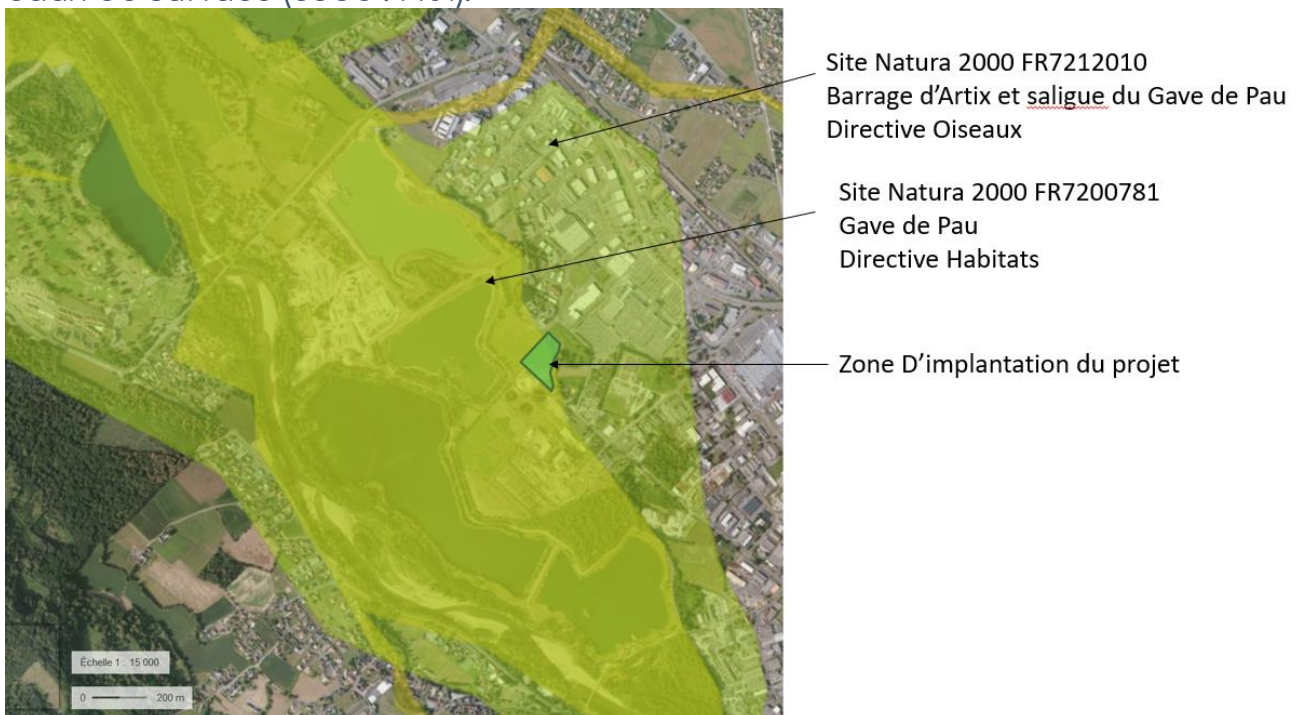 Site Natura 2000 FR7212010
Barrage d'Artix et saligue du Gave de Pau
Directive Oiseaux
Site Natura 2000 FR7200781
Gave de Pau
Directive Habitats
Zone D'implantation du projet
Échelle 1 : 15 000
0 200 m